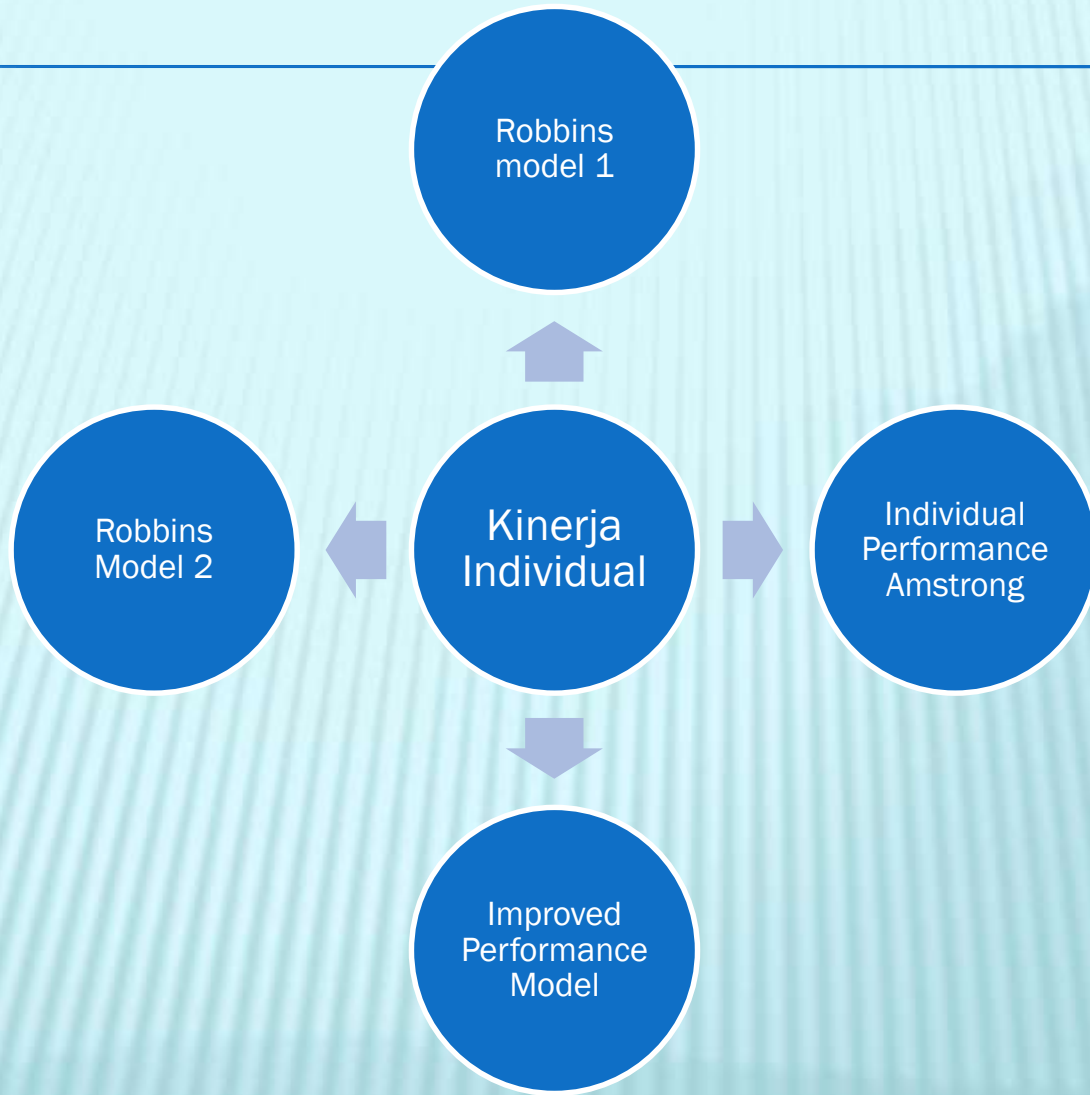 Robbins
model 1
Robbins
Model 2
Kinerja
Individual
Individual
Performance
Amstrong
Improved
Performance
Model